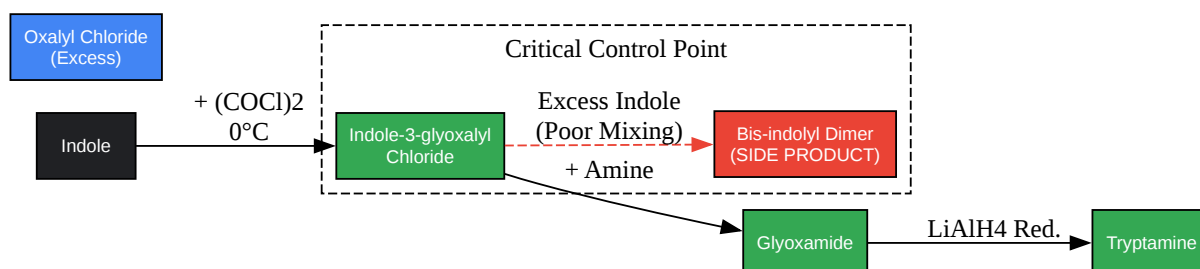 Oxalyl Chloride
(Excess)
Critical Control Point
+ (COCl)2
0°C
Excess Indole
(Poor Mixing)
Indole
Indole-3-glyoxalyl
Chloride
Bis-indolyl Dimer
(SIDE PRODUCT)
+ Amine
Glyoxamide
LiAlH4 Red.
Tryptamine